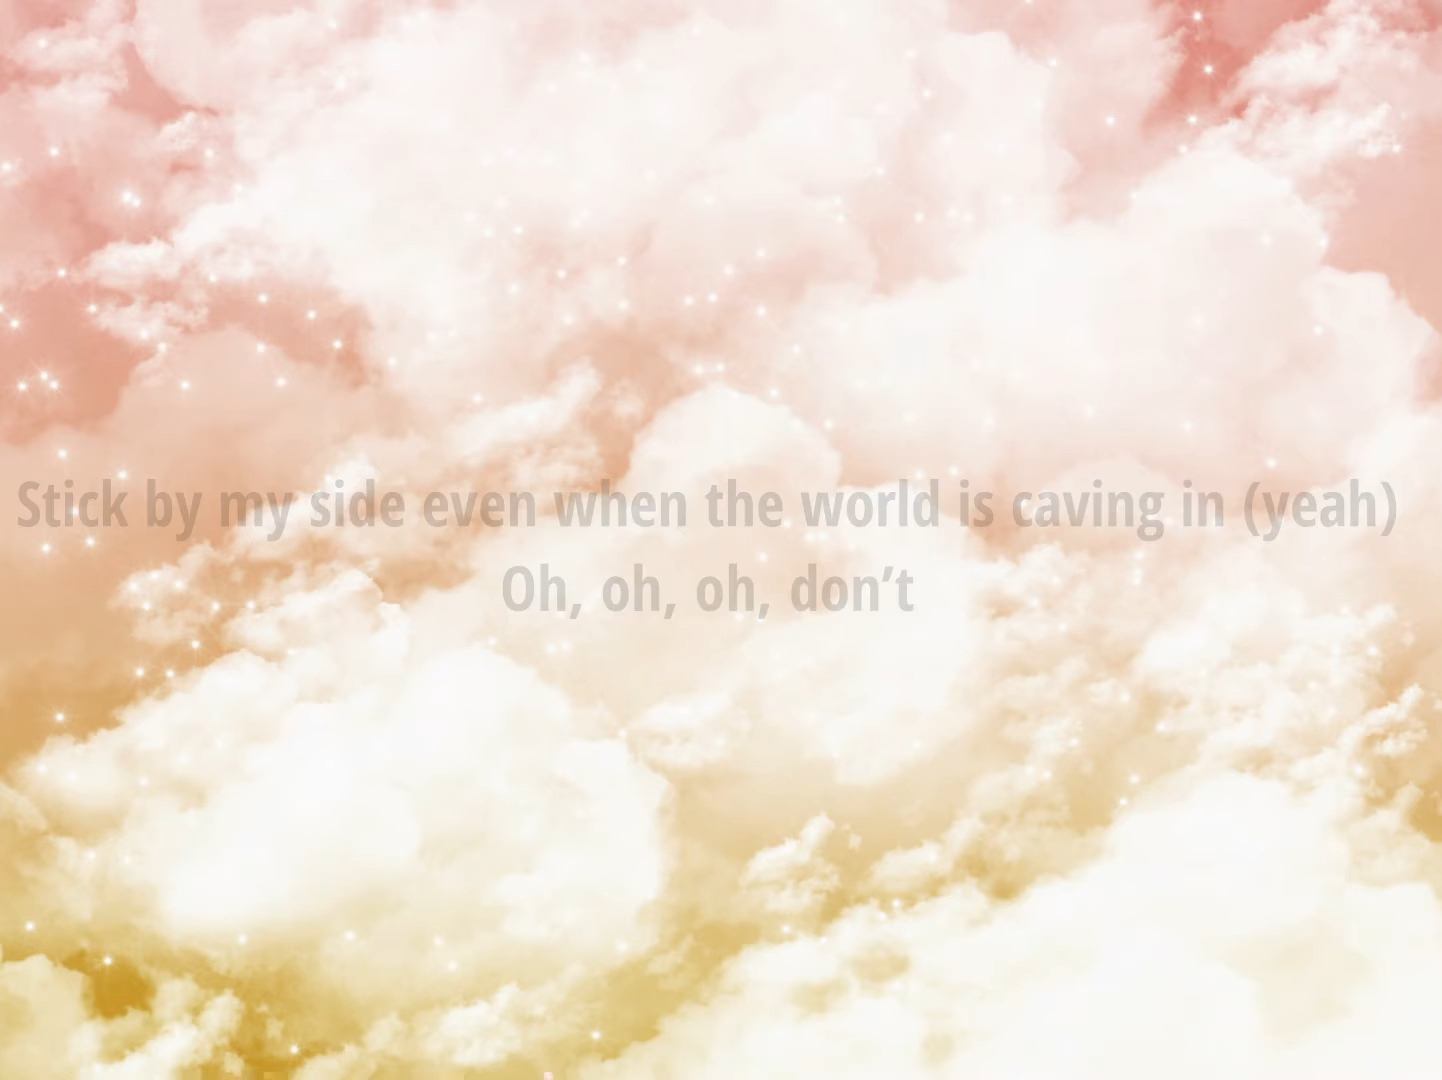 Stick by my side even when the world is caving in (yeah)
Oh, oh, oh, don’t